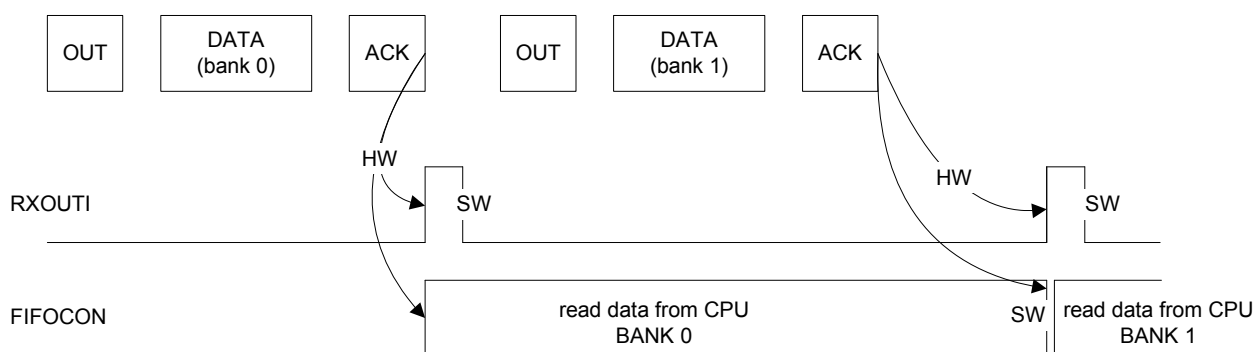 OUT
DATA
(bank 0)
ACK
OUT
DATA
(bank 1)
ACK
HW
HW
RXOUTI
SW
SW
FIFOCON
read data from CPU
BANK 0
SW
read data from CPU
BANK 1